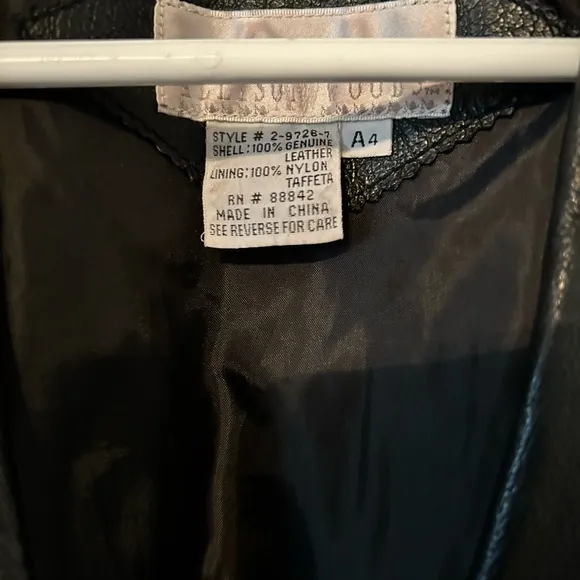 STYLE # 2-9726-7
SHELL: 100% GENUINE
LEATHER
LINING: 100% NYLON
TAFFETA
RN # 88842
MADE IN CHINA
SEE REVERSE FOR CARE
A4